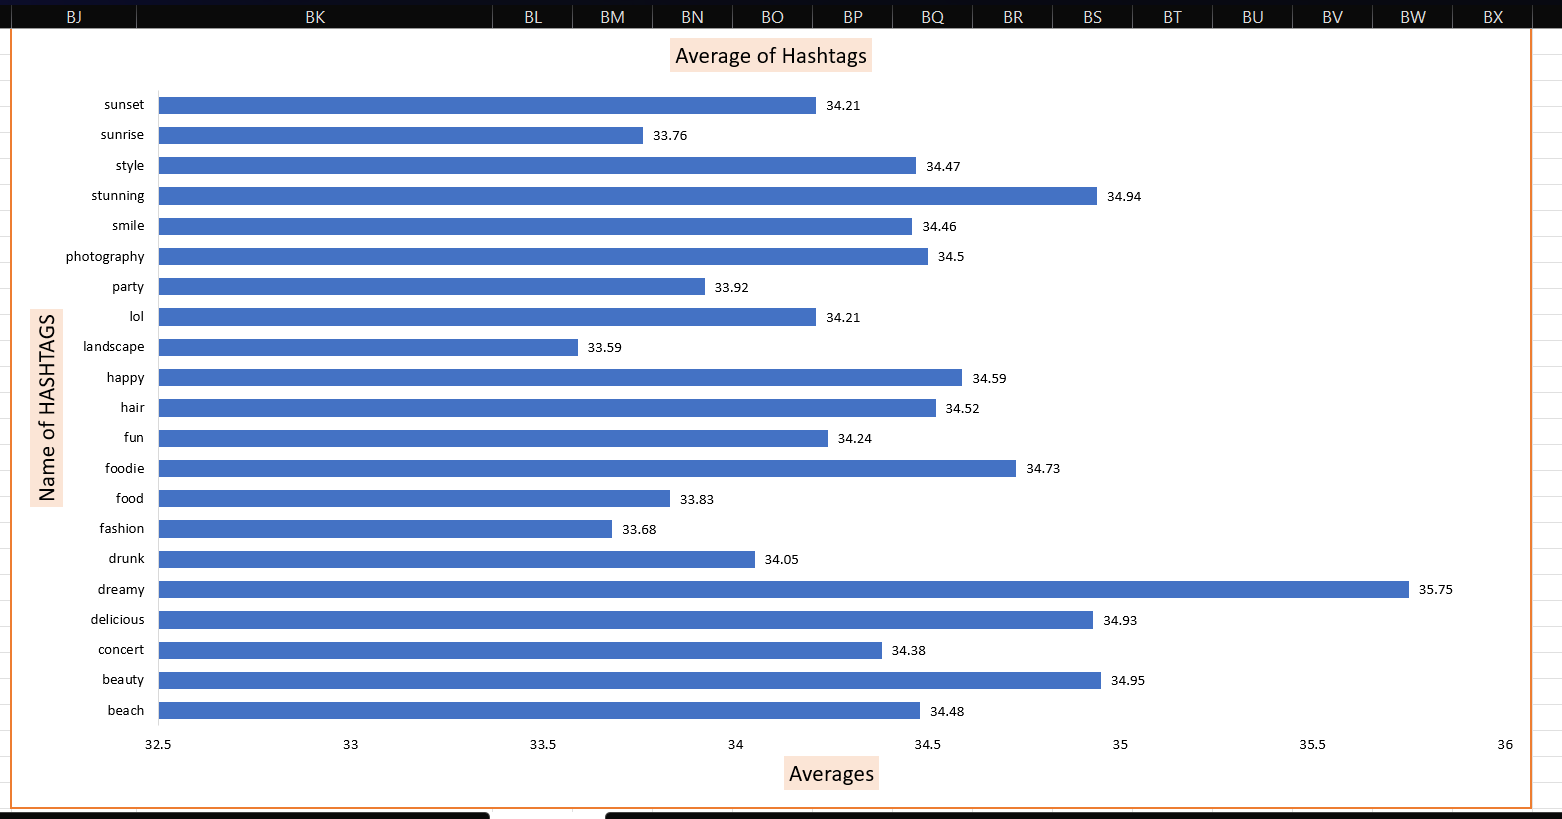 BJ BK BL BM BN BO BP BQ BR BS BT BU BV BW BX
Average of Hashtags
sunset 34.21
sunrise 33.76
style 34.47
stunning 34.94
smile 34.46
photography 34.5
party 33.92
lol 34.21
landscape 33.59
happy 34.59
hair 34.52
fun 34.24
foodie 34.73
food 33.83
fashion 33.68
drunk 34.05
dreamy 35.75
delicious 34.93
concert 34.38
beauty 34.95
beach 34.48
Name of HASHTAGS
32.5 33 33.5 34 34.5 35 35.5 36
Averages